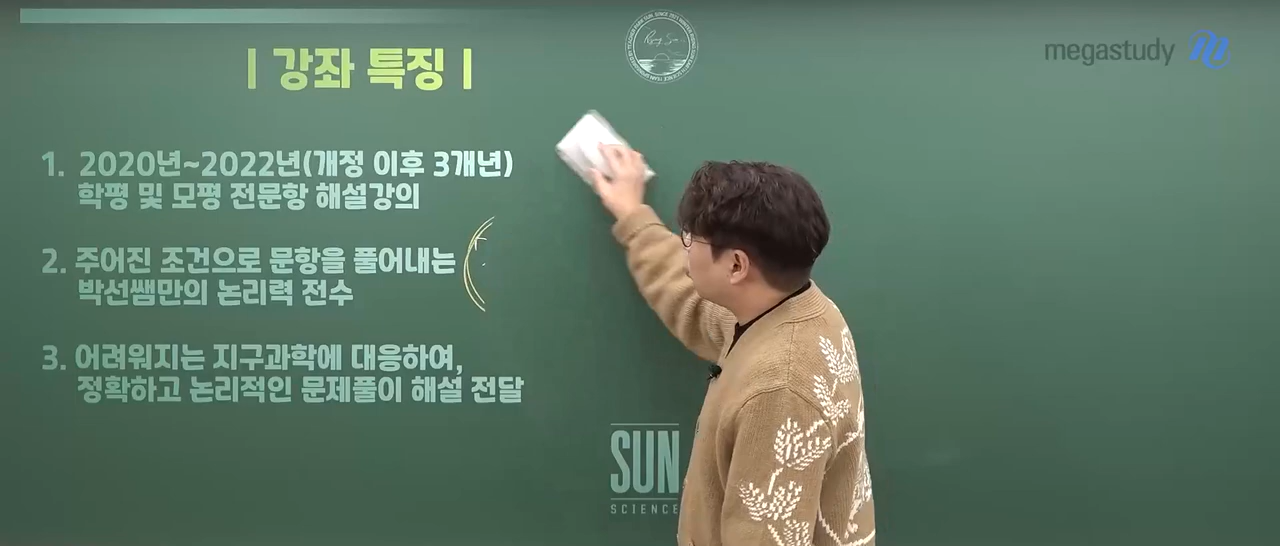 | 강좌 특징 |
megastudy
1. 2020년~2022년(개정 이후 3개년)
학평 및 모평 전문항 해설강의
2. 주어진 조건으로 문항을 풀어내는
박선쌤만의 논리력 전수
3. 어려워지는 지구과학에 대응하여,
정확하고 논리적인 문제풀이 해설 전달
SUN
SCIENCE